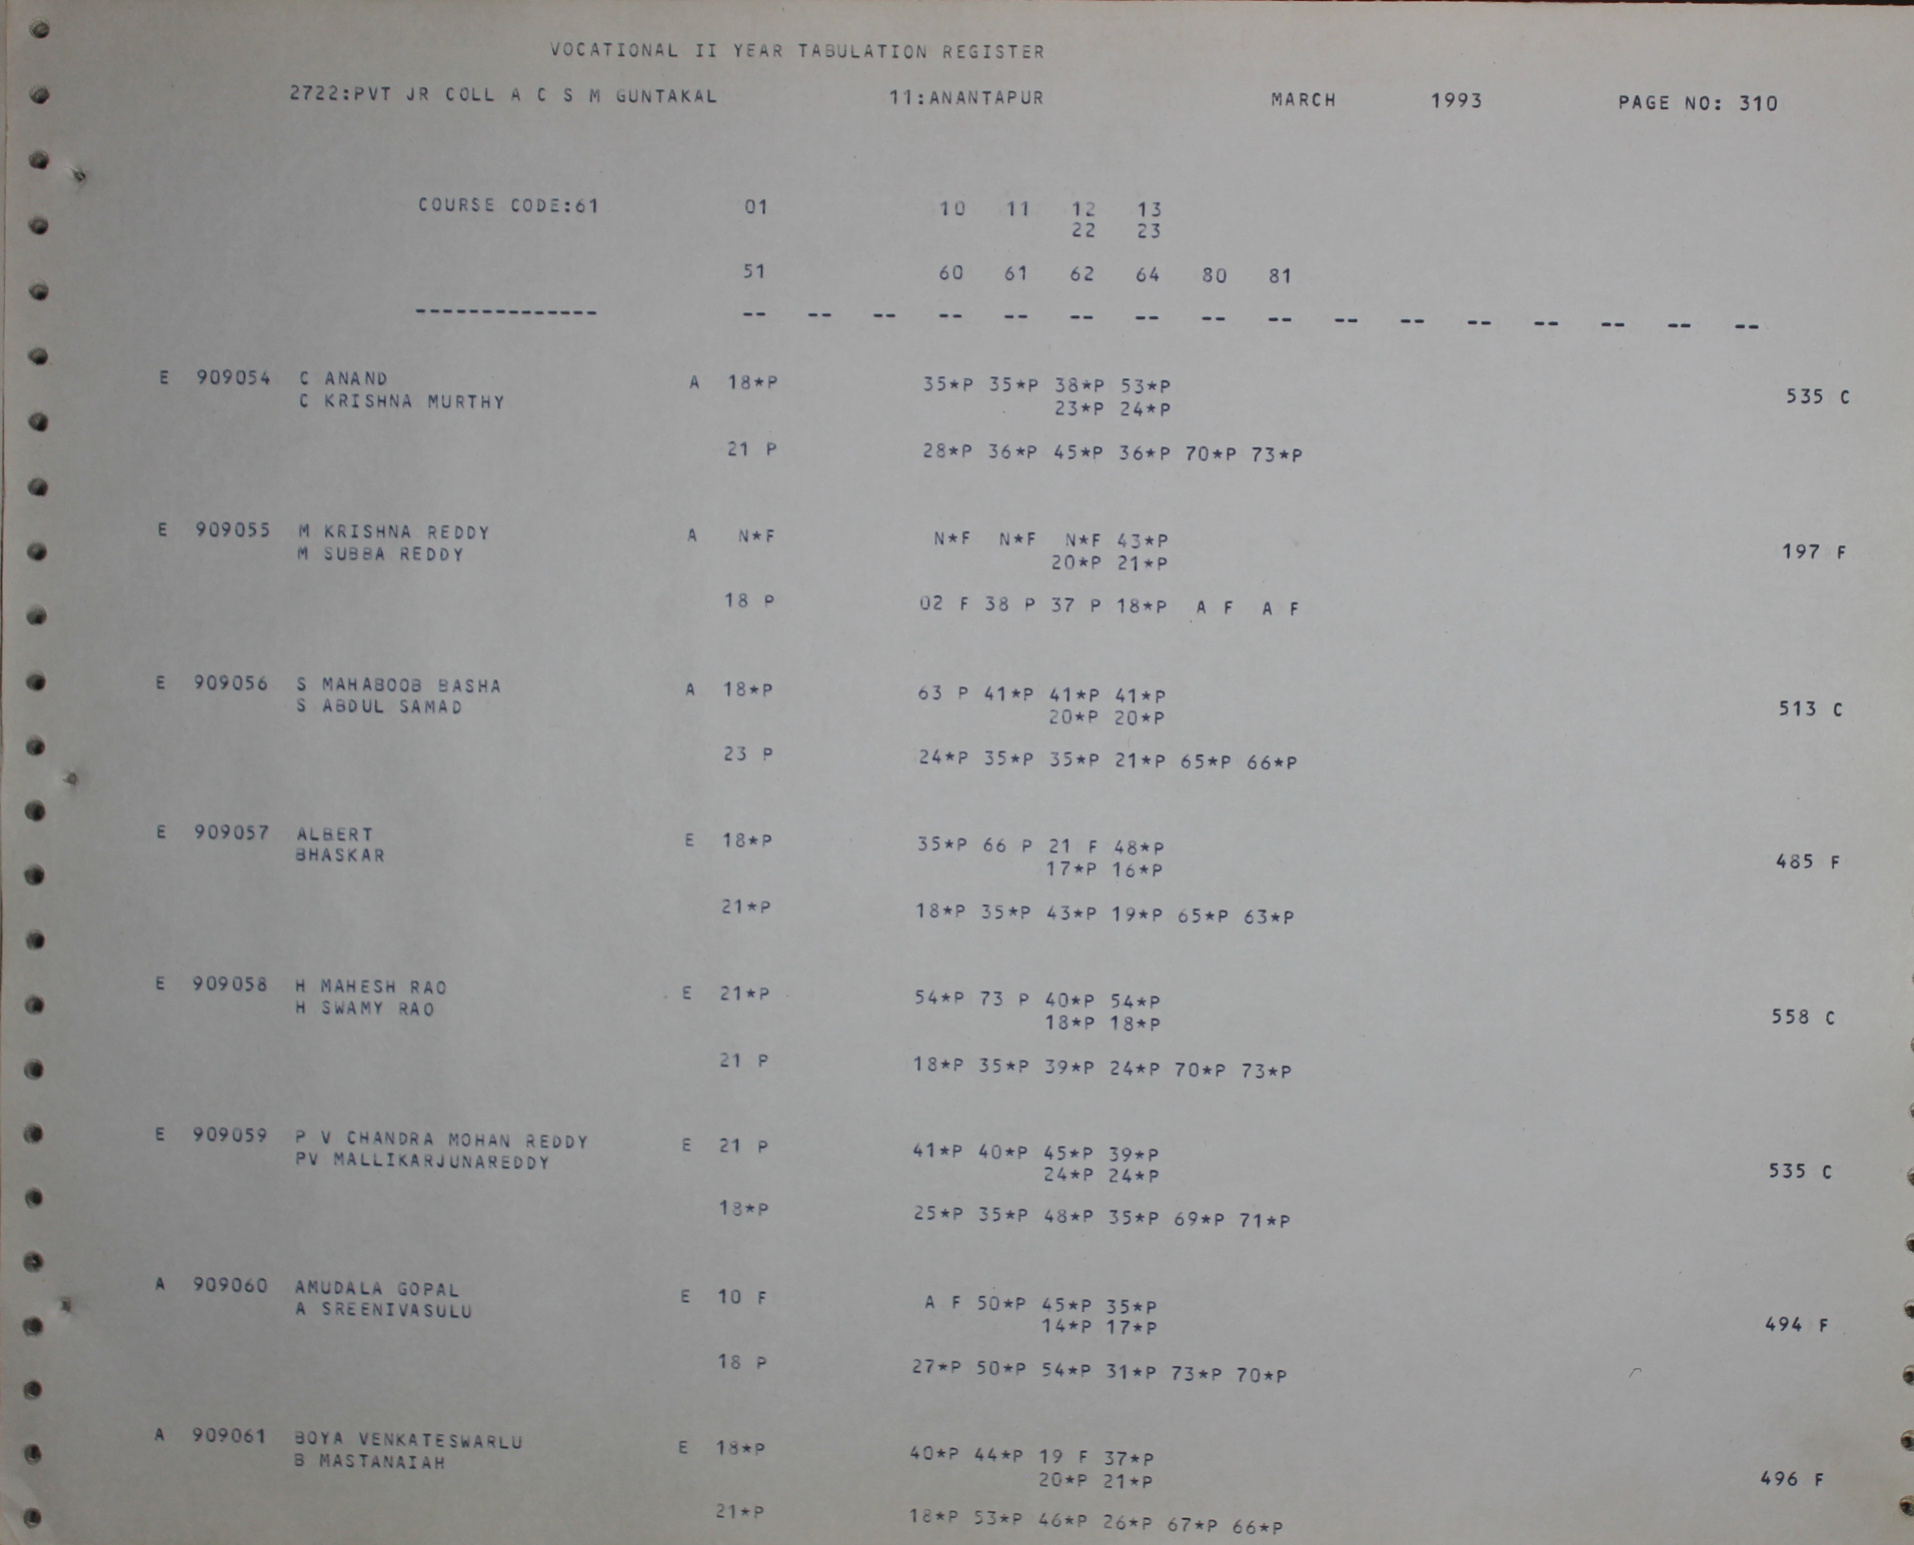 VOCATIONAL II YEAR TABULATION REGISTER
2722:PVT JR COLL A C S M GUNTAKAL 11:ANANTAPUR MARCH 1993 PAGE NO: 310
COURSE CODE:61 01 10 11 12 13
22 23
51 60 61 62 64 80 81
-------------- -- -- -- -- -- -- -- -- -- -- -- -- -- -- -- --
E 909054 C ANAND A 18*P 35*P 35*P 38*P 53*P
C KRISHNA MURTHY 23*P 24*P 535 C
21 P 28*P 36*P 45*P 36*P 70*P 73*P
E 909055 M KRISHNA REDDY A N*F N*F N*F N*F 43*P
M SUBBA REDDY 20*P 21*P 197 F
18 P 02 F 38 P 37 P 18*P A F A F
E 909056 S MAHABOOB BASHA A 18*P 63 P 41*P 41*P 41*P
S ABDUL SAMAD 20*P 20*P 513 C
23 P 24*P 35*P 35*P 21*P 65*P 66*P
E 909057 ALBERT E 18*P 35*P 66 P 21 F 48*P
BHASKAR 17*P 16*P 485 F
21*P 18*P 35*P 43*P 19*P 65*P 63*P
E 909058 H MAHESH RAO E 21*P 54*P 73 P 40*P 54*P
H SWAMY RAO 18*P 18*P 558 C
21 P 18*P 35*P 39*P 24*P 70*P 73*P
E 909059 P V CHANDRA MOHAN REDDY E 21 P 41*P 40*P 45*P 39*P
PV MALLIKARJUNAREDDY 24*P 24*P 535 C
18*P 25*P 35*P 48*P 35*P 69*P 71*P
A 909060 AMUDALA GOPAL E 10 F A F 50*P 45*P 35*P
A SREENIVASULU 14*P 17*P 494 F
18 P 27*P 50*P 54*P 31*P 73*P 70*P
A 909061 BOYA VENKATESWARLU E 18*P 40*P 44*P 19 F 37*P
B MASTANAIAH 20*P 21*P 496 F
21*P 18*P 53*P 46*P 26*P 67*P 66*P